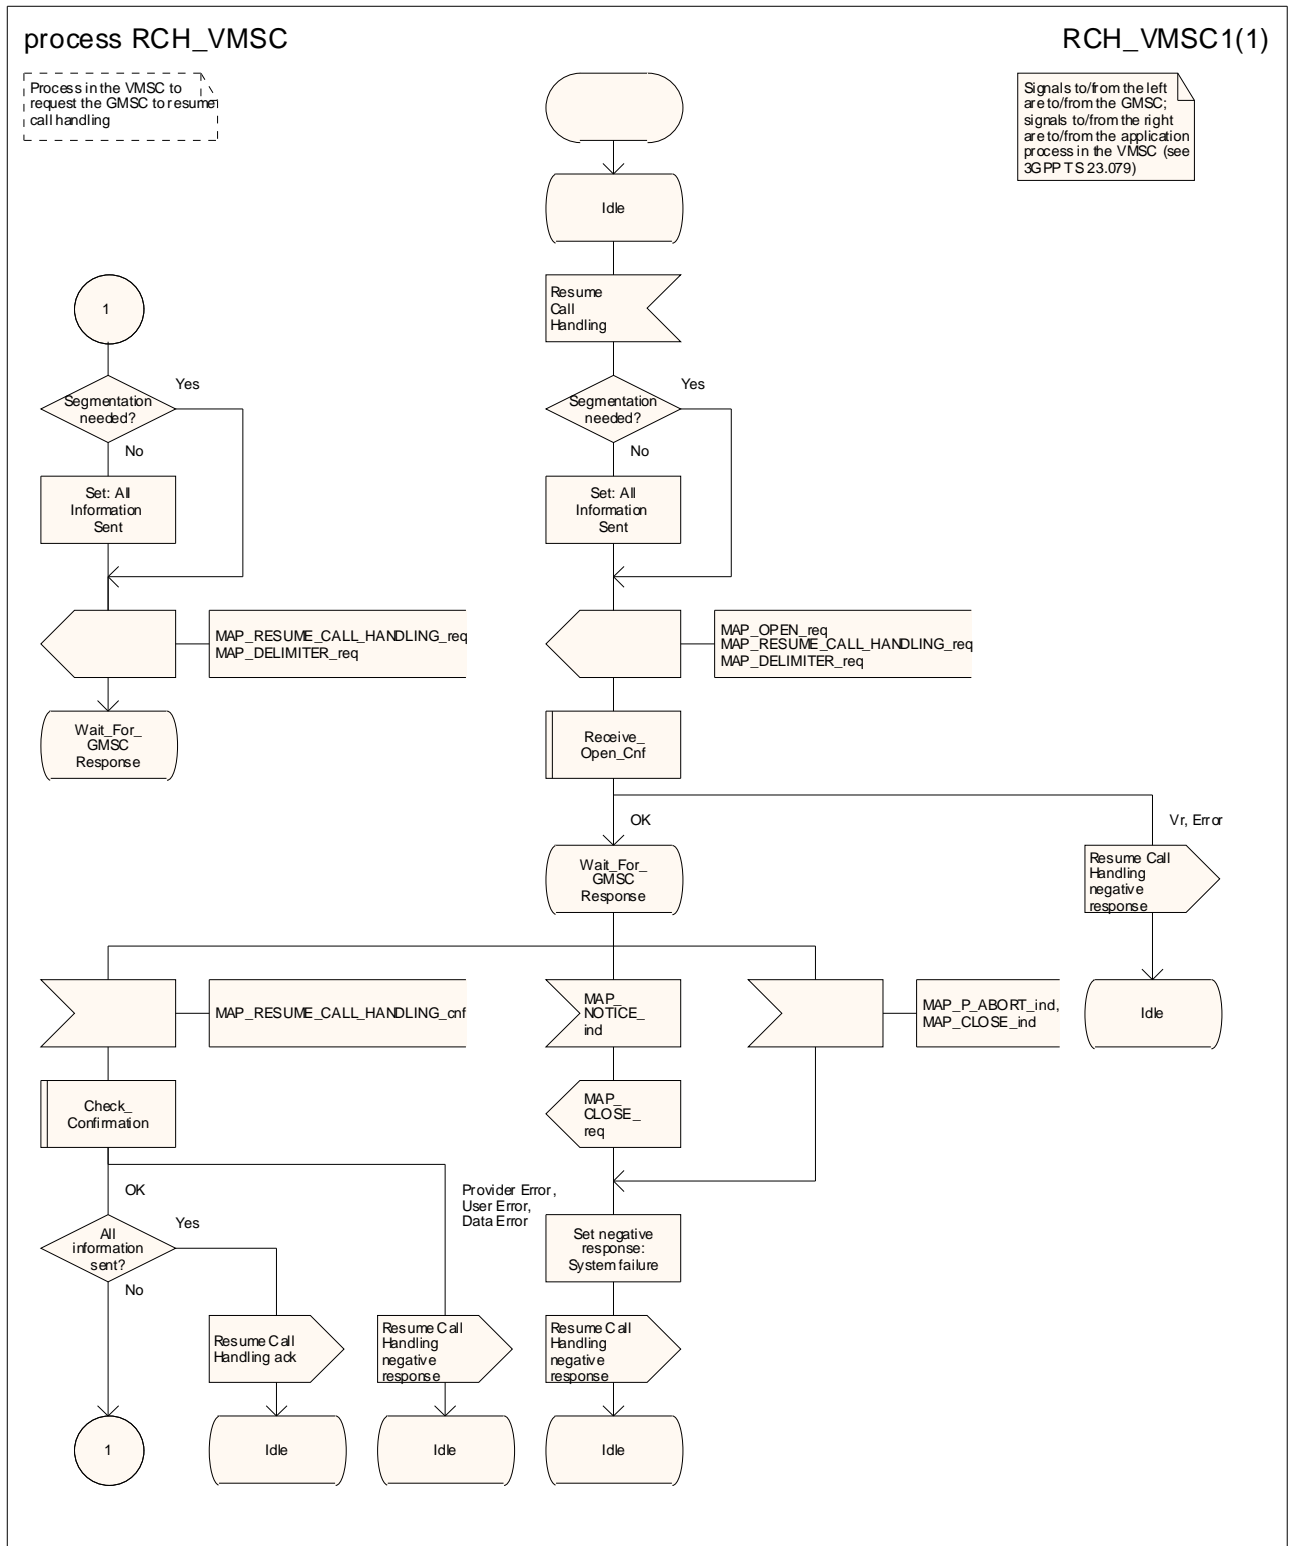 process RCH_VMSC
RCH_VMSC1(1)
Process in the VMSC to
request the GMSC to resume
call handling
Signals to/from the left
are to/from the GMSC;
signals to/from the right
are to/from the application
process in the VMSC (see
3GPP TS 23.079)
Idle
Resume
Call
Handling
1
Segmentation
needed?
Yes
No
Segmentation
needed?
Yes
No
Set: All
Information
Sent
Set: All
Information
Sent
MAP_RESUME_CALL_HANDLING_req
MAP_DELIMITER_req
MAP_OPEN_req
MAP_RESUME_CALL_HANDLING_req
MAP_DELIMITER_req
Wait_For_
GMSC
Response
Receive_
Open_Cnf
OK
Vr, Error
Wait_For_
GMSC
Response
Resume Call
Handling
negative
response
MAP_RESUME_CALL_HANDLING_cnf
MAP_
NOTICE_
ind
MAP_P_ABORT_ind,
MAP_CLOSE_ind
Idle
Check_
Confirmation
MAP_
CLOSE_
req
OK
Provider Error,
User Error,
Data Error
All
information
sent?
Yes
No
Set negative
response:
System failure
Resume Call
Handling ack
Resume Call
Handling
negative
response
Resume Call
Handling
negative
response
1
Idle
Idle
Idle